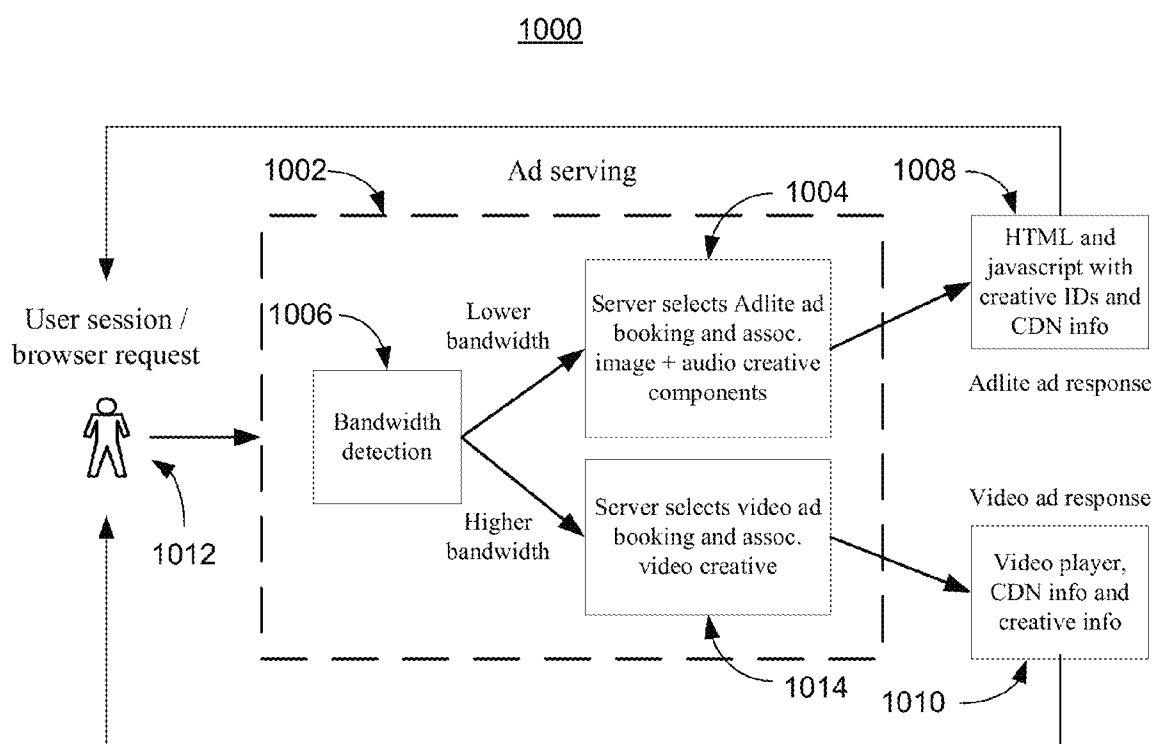 1000
1002
Ad serving
1004
1008
HTML and
javascript with
creative IDs and
CDN info
Adlite ad response
User session /
browser request
1006
Lower
bandwidth
Server selects Adlite ad
booking and assoc.
image + audio creative
components
Bandwidth
detection
1012
Higher
bandwidth
Server selects video ad
booking and assoc.
video creative
Video ad response
Video player,
CDN info and
creative info
1014
1010